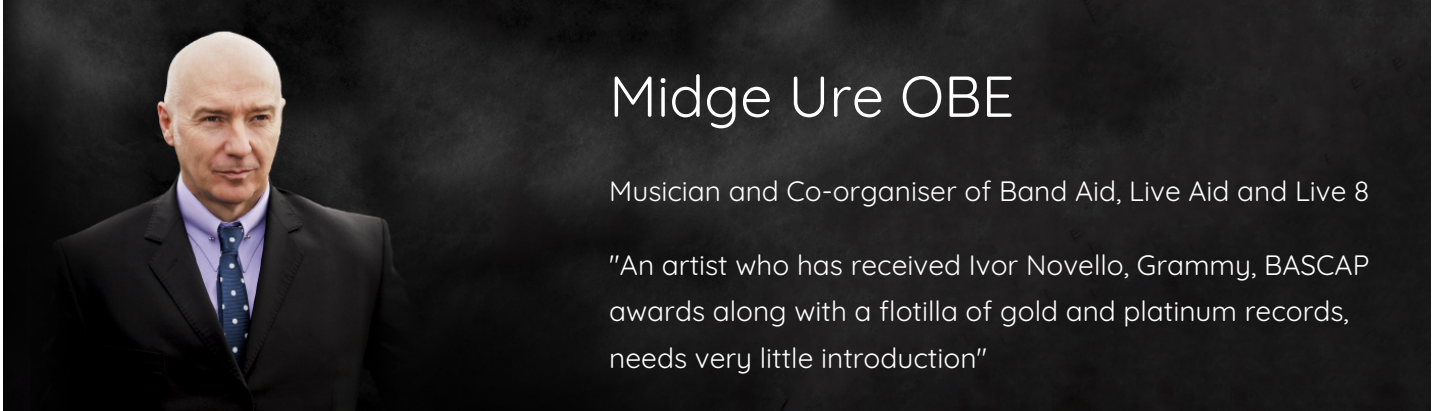 Midge Ure OBE
Musician and Co-organiser of Band Aid, Live Aid and Live 8
"An artist who has received Ivor Novello, Grammy, BASCAP
awards along with a flotilla of gold and platinum records,
needs very little introduction"